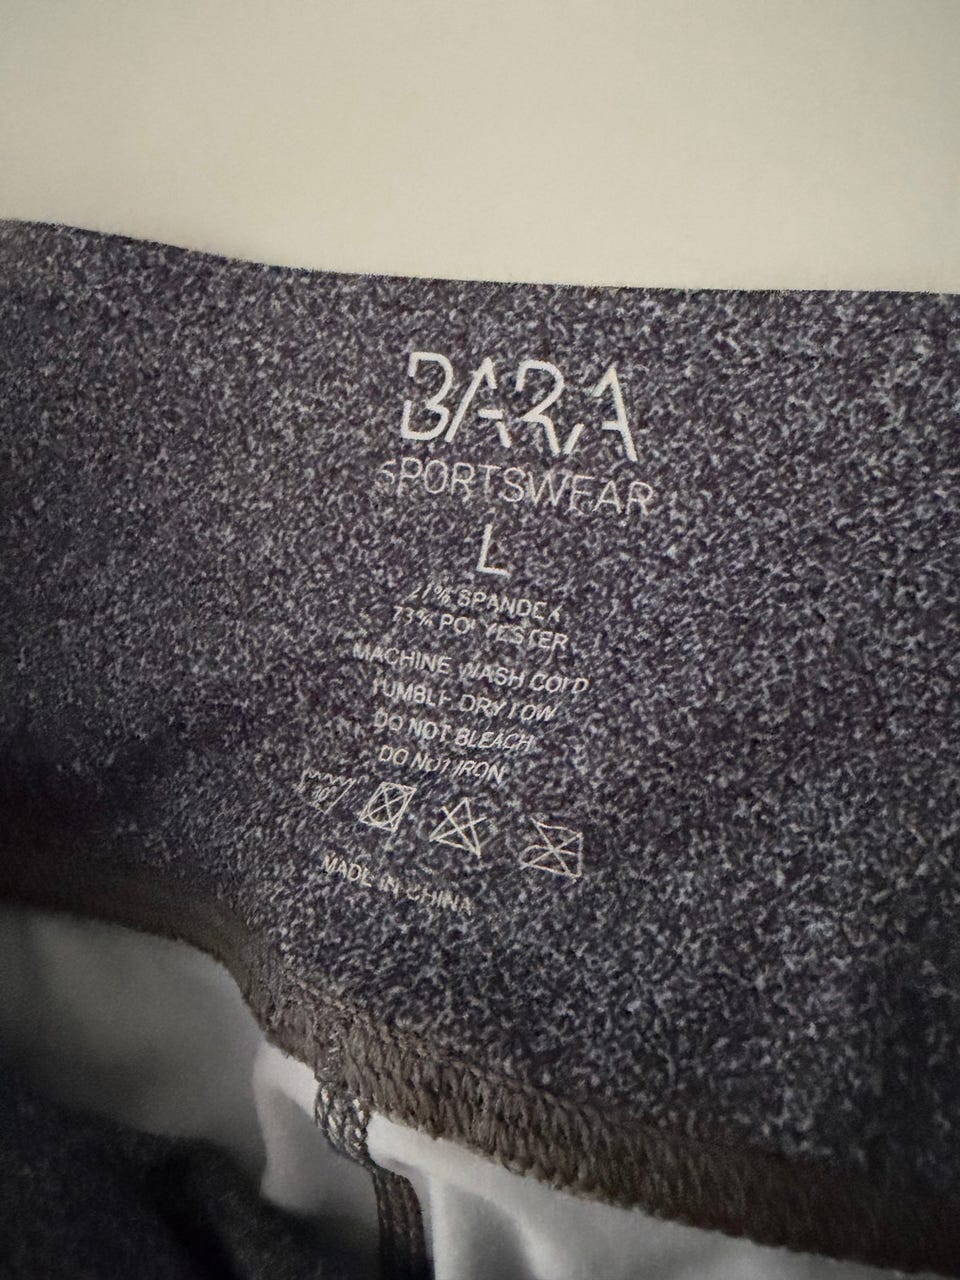 BARA
SPORTSWEAR
L
27% SPANDEX
73% POLYESTER
MACHINE WASH COLD
TUMBLE DRY LOW
DO NOT BLEACH
DO NOT IRON
30°
MADE IN CHINA